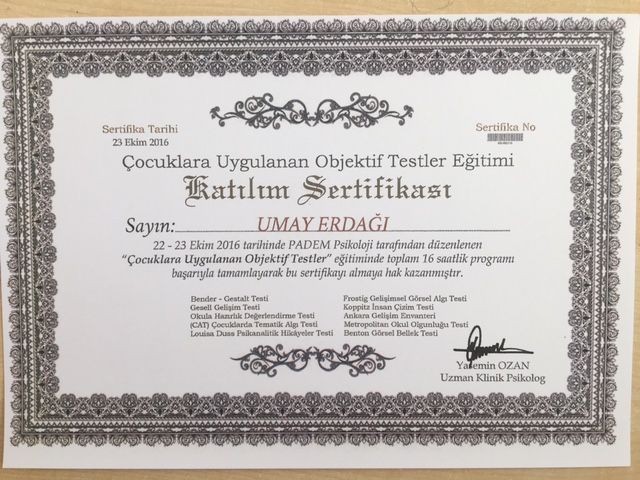 Sertifika Tarihi
23 Ekim 2016
Sertifika No
Çocuklara Uygulanan Objektif Testler Eğitimi
Katılım Sertifikası
Sayın: UMAY ERDAĞI
22 - 23 Ekim 2016 tarihinde PADEM Psikoloji tarafından düzenlenen
"Çocuklara Uygulanan Objektif Testler" eğitiminde toplam 16 saatlik programı
başarıyla tamamlayarak bu sertifikayı almaya hak kazanmıştır.
Bender - Gestalt Testi
Gesell Gelişim Testi
Okula Hazırlık Değerlendirme Testi
(CAT) Çocuklarda Tematik Algı Testi
Louisa Duss Psikanalitik Hikâyeler Testi
Frostig Gelişimsel Görsel Algı Testi
Koppitz İnsan Çizim Testi
Ankara Gelişim Envanteri
Metropolitan Okul Olgunluğu Testi
Benton Görsel Bellek Testi
Yasemin OZAN
Uzman Klinik Psikolog